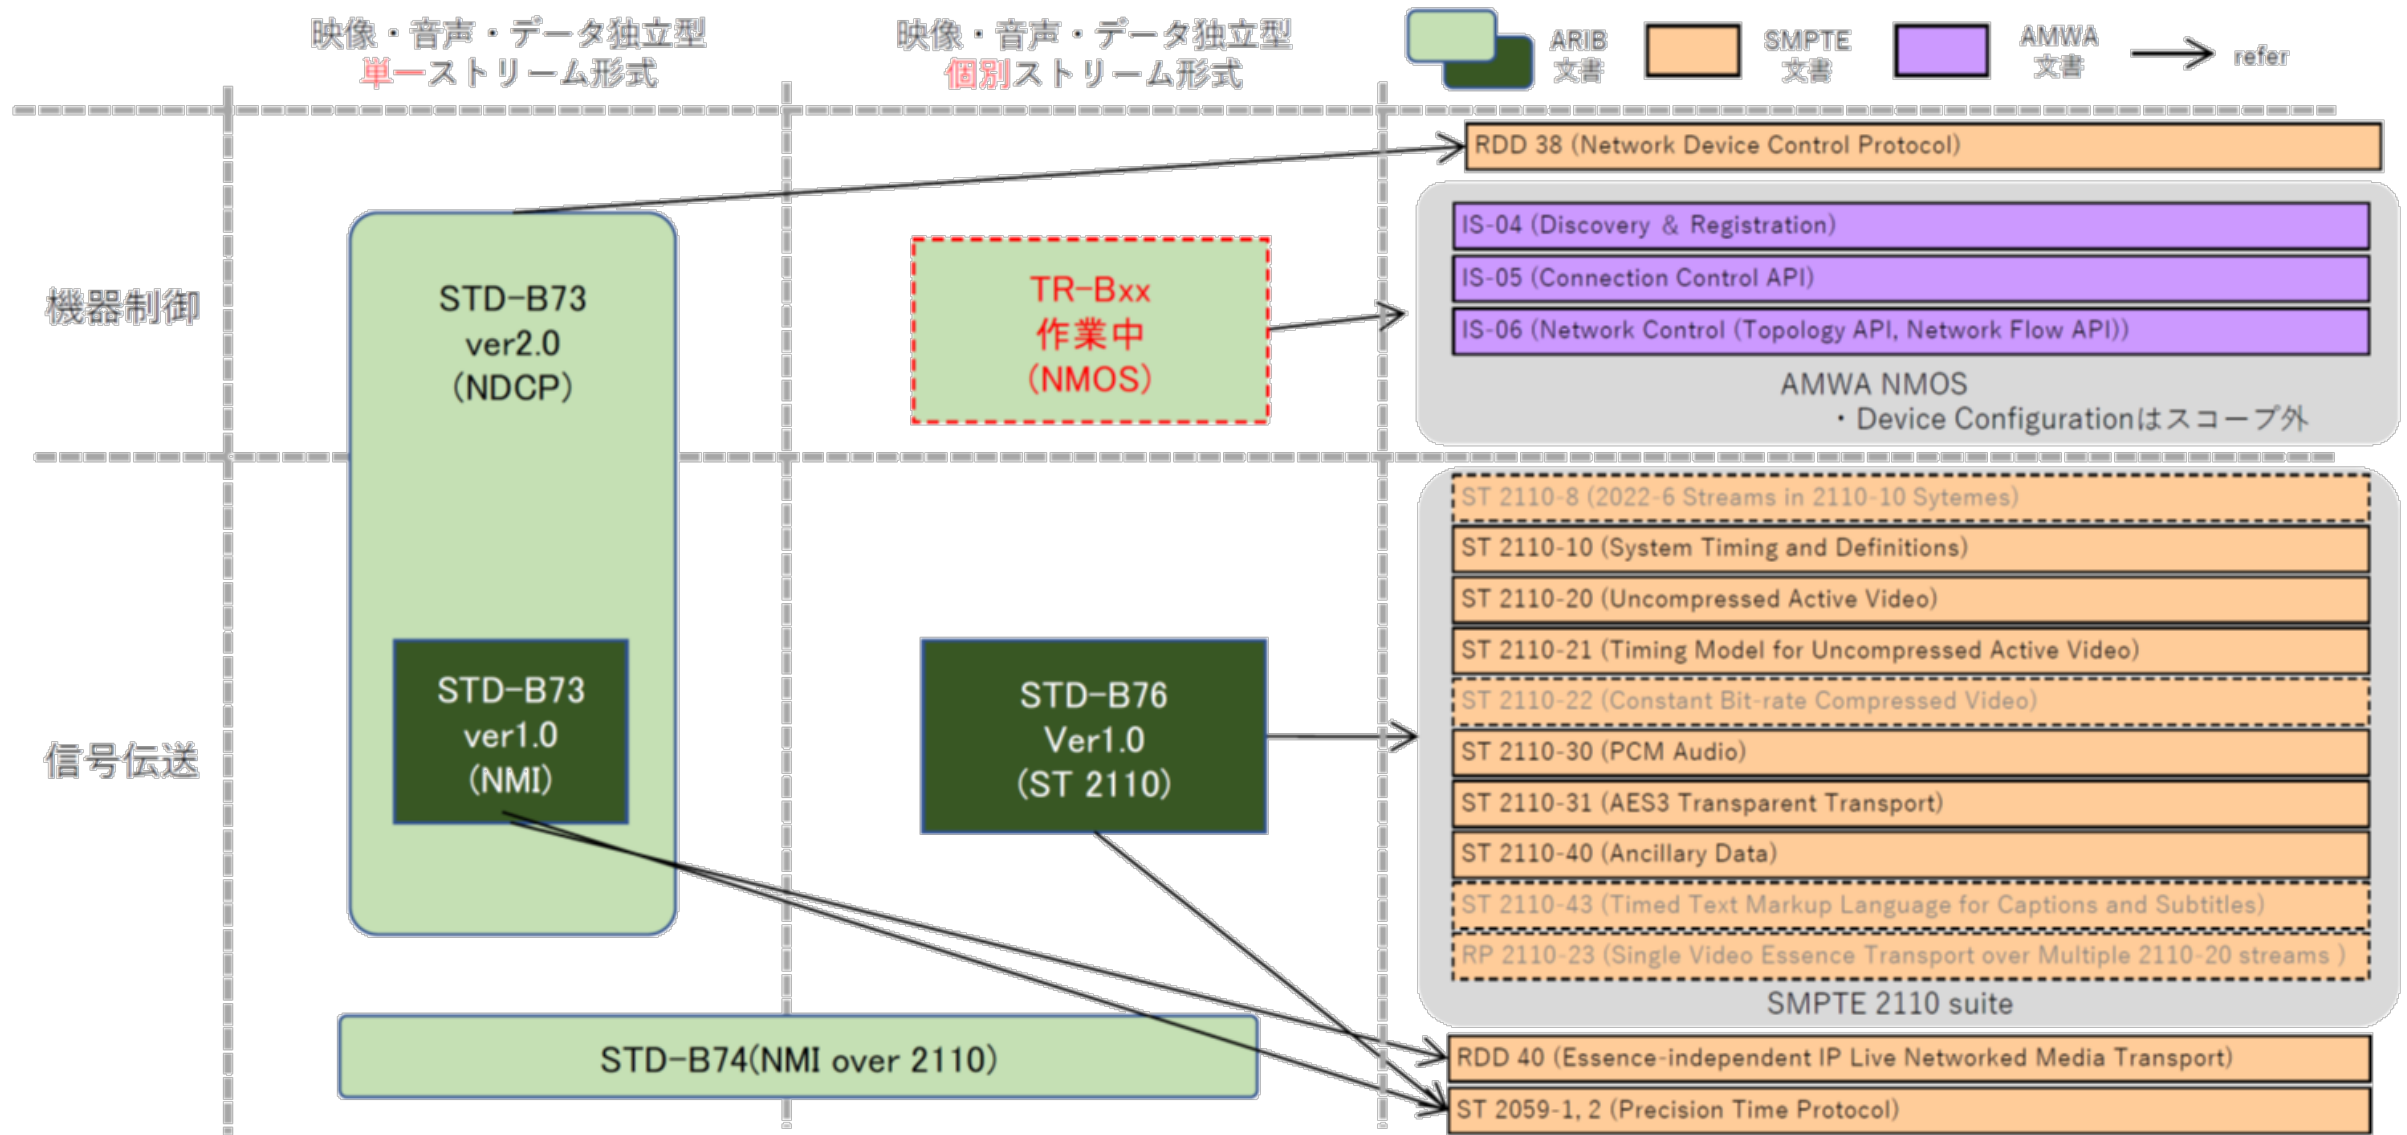 映像・音声・データ独立型
単一ストリーム形式
映像・音声・データ独立型
個別ストリーム形式
ARIB
文書
SMPTE
文書
AMWA
文書
refer
機器制御
STD-B73
ver2.0
(NDCP)
TR-Bxx
作業中
(NMOS)
RDD 38 (Network Device Control Protocol)
IS-04 (Discovery & Registration)
IS-05 (Connection Control API)
IS-06 (Network Control (Topology API, Network Flow API))
AMWA NMOS
・Device Configurationはスコープ外
信号伝送
STD-B73
ver1.0
(NMI)
STD-B76
Ver1.0
(ST 2110)
ST 2110-8 (2022-6 Streams in 2110-10 Sytemes)
ST 2110-10 (System Timing and Definitions)
ST 2110-20 (Uncompressed Active Video)
ST 2110-21 (Timing Model for Uncompressed Active Video)
ST 2110-22 (Constant Bit-rate Compressed Video)
ST 2110-30 (PCM Audio)
ST 2110-31 (AES3 Transparent Transport)
ST 2110-40 (Ancillary Data)
ST 2110-43 (Timed Text Markup Language for Captions and Subtitles)
RP 2110-23 (Single Video Essence Transport over Multiple 2110-20 streams )
SMPTE 2110 suite
STD-B74(NMI over 2110)
RDD 40 (Essence-independent IP Live Networked Media Transport)
ST 2059-1, 2 (Precision Time Protocol)